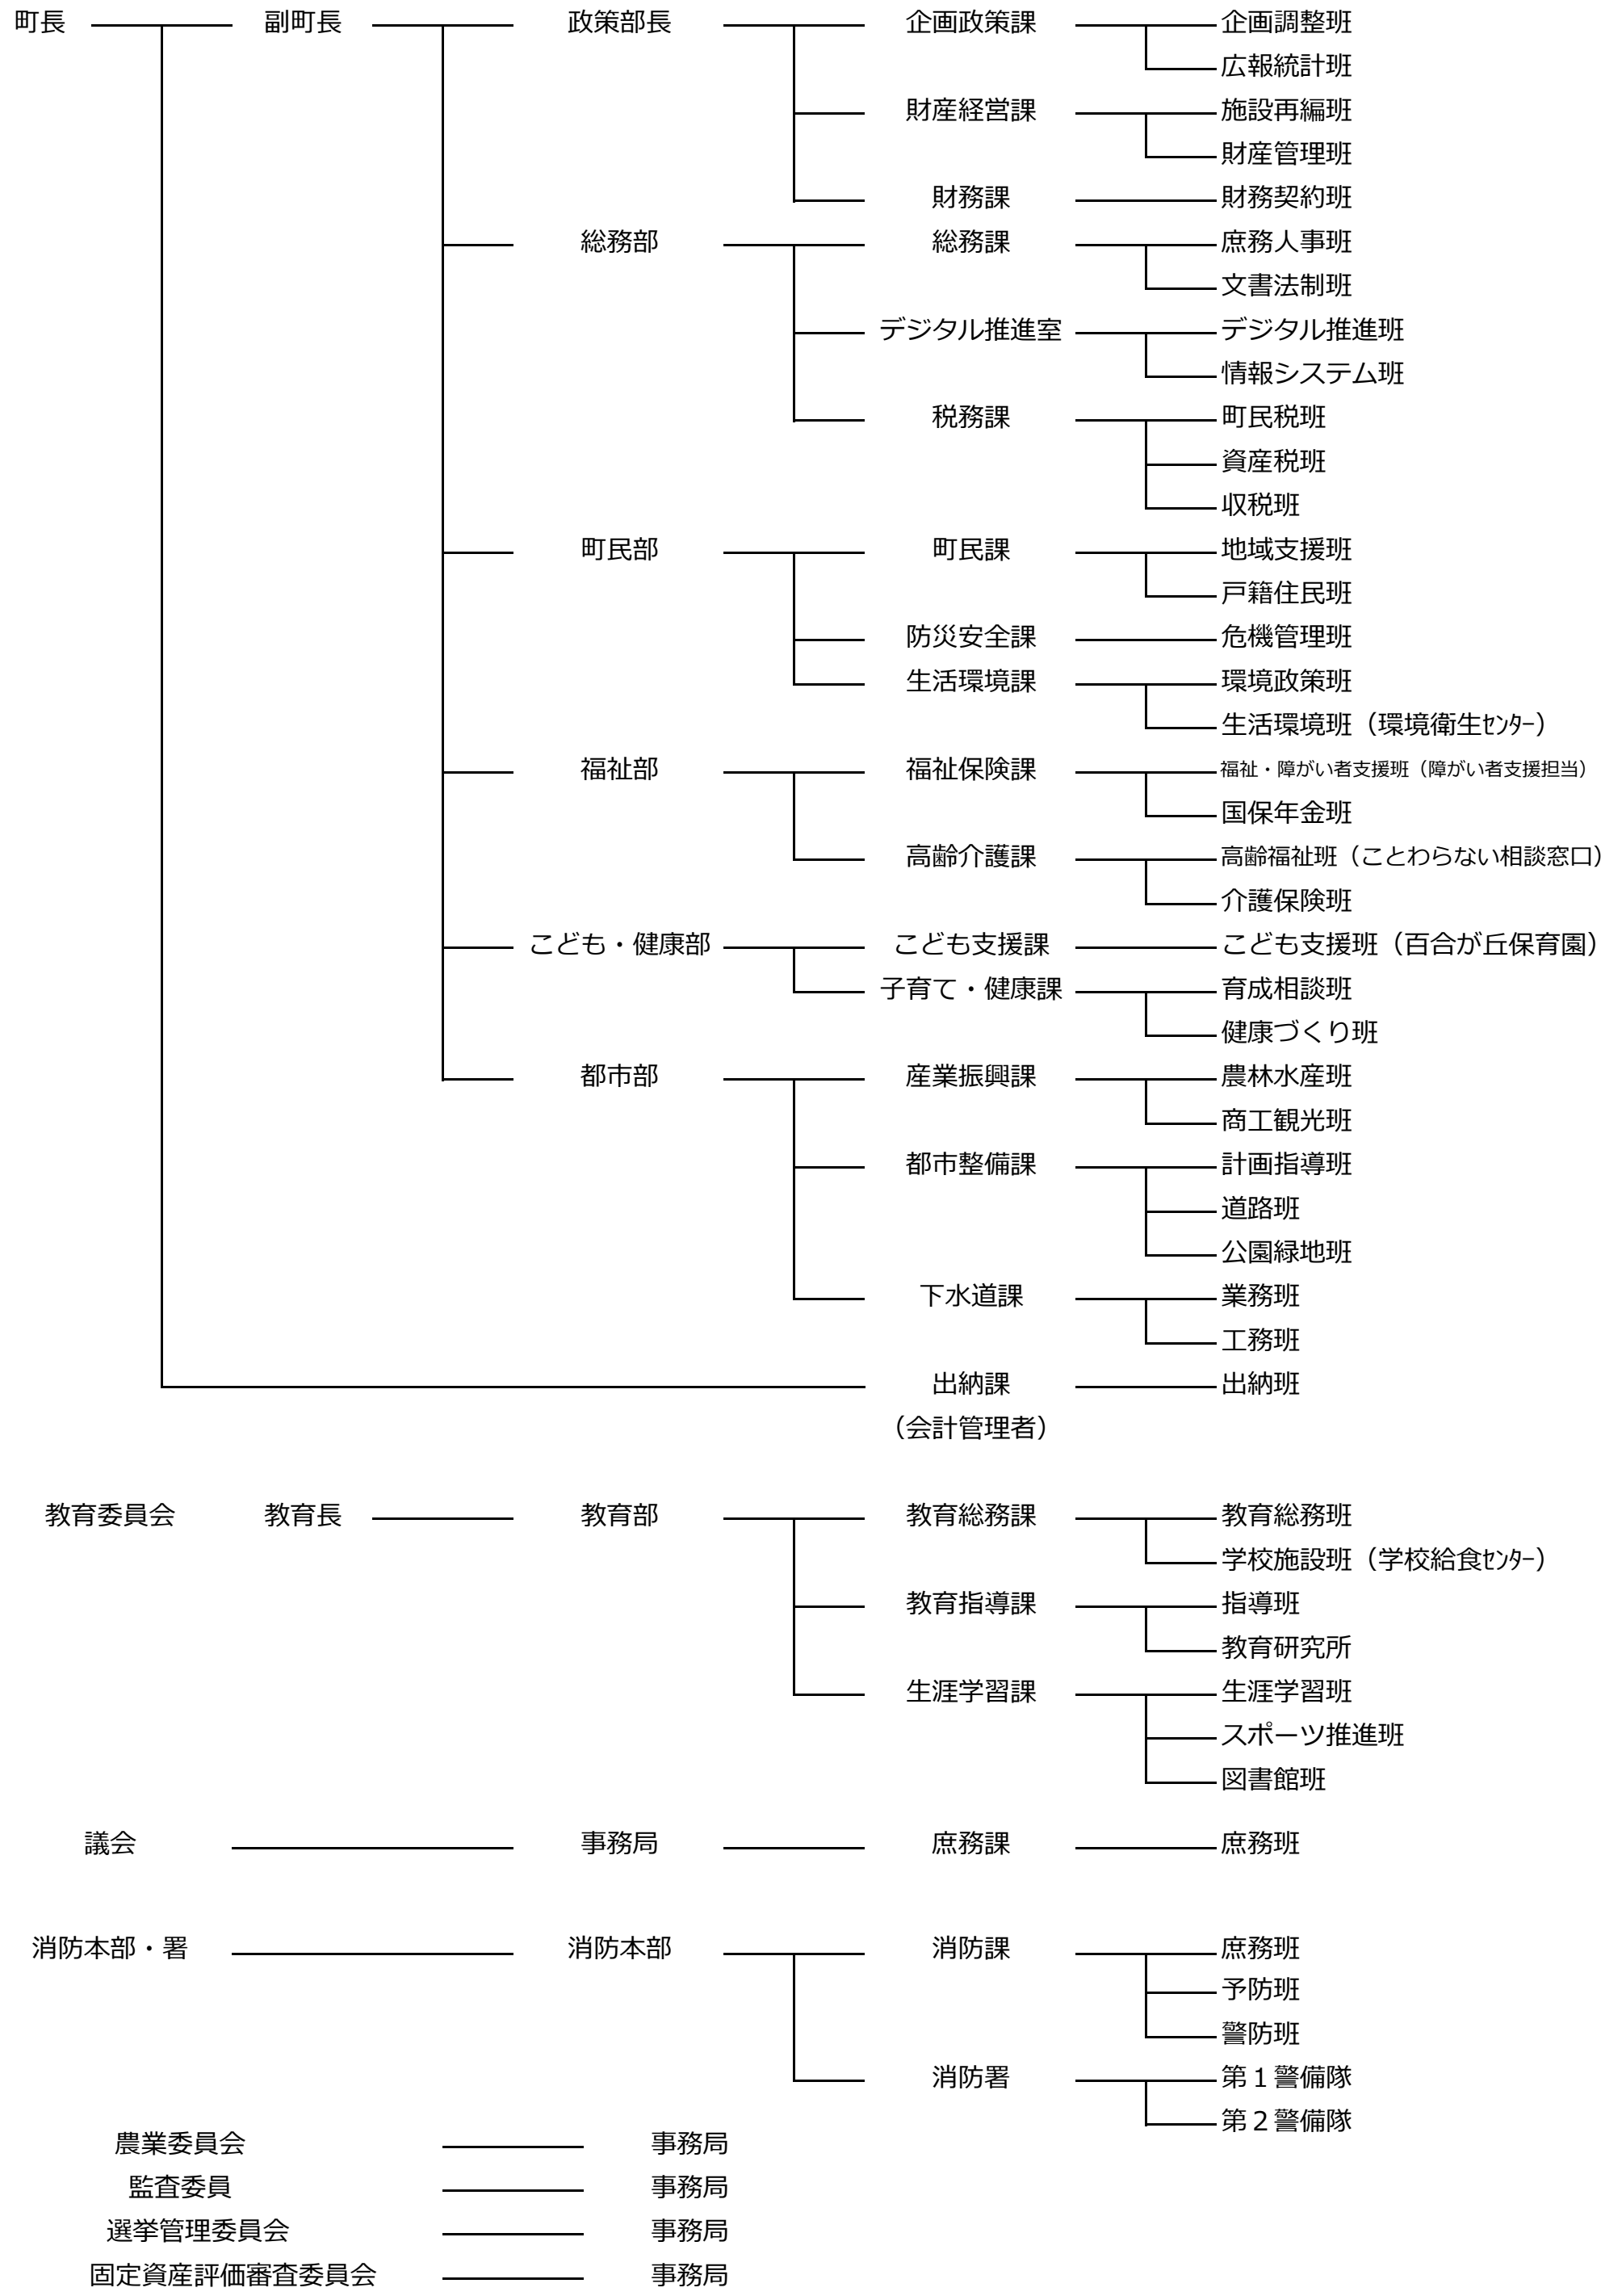 町長 副町長 政策部長 企画政策課 企画調整班
広報統計班
財産経営課 施設再編班
財産管理班
財務課 財務契約班
総務部 総務課 庶務人事班
文書法制班
デジタル推進室 デジタル推進班
情報システム班
税務課 町民税班
資産税班
収税班
町民部 町民課 地域支援班
戸籍住民班
防災安全課 危機管理班
生活環境課 環境政策班
生活環境班（環境衛生ｾﾝﾀｰ）
福祉部 福祉保険課 福祉・障がい者支援班（障がい者支援担当）
国保年金班
高齢介護課 高齢福祉班（ことわらない相談窓口）
介護保険班
こども・健康部 こども支援課 こども支援班（百合が丘保育園）
子育て・健康課 育成相談班
健康づくり班
都市部 産業振興課 農林水産班
商工観光班
都市整備課 計画指導班
道路班
公園緑地班
下水道課 業務班
工務班
出納課 出納班
（会計管理者）
教育委員会 教育長 教育部 教育総務課 教育総務班
学校施設班（学校給食ｾﾝﾀｰ）
教育指導課 指導班
教育研究所
生涯学習課 生涯学習班
スポーツ推進班
図書館班
議会 事務局 庶務課 庶務班
消防本部・署 消防本部 消防課 庶務班
予防班
警防班
消防署 第１警備隊
第２警備隊
農業委員会 事務局
監査委員 事務局
選挙管理委員会 事務局
固定資産評価審査委員会 事務局